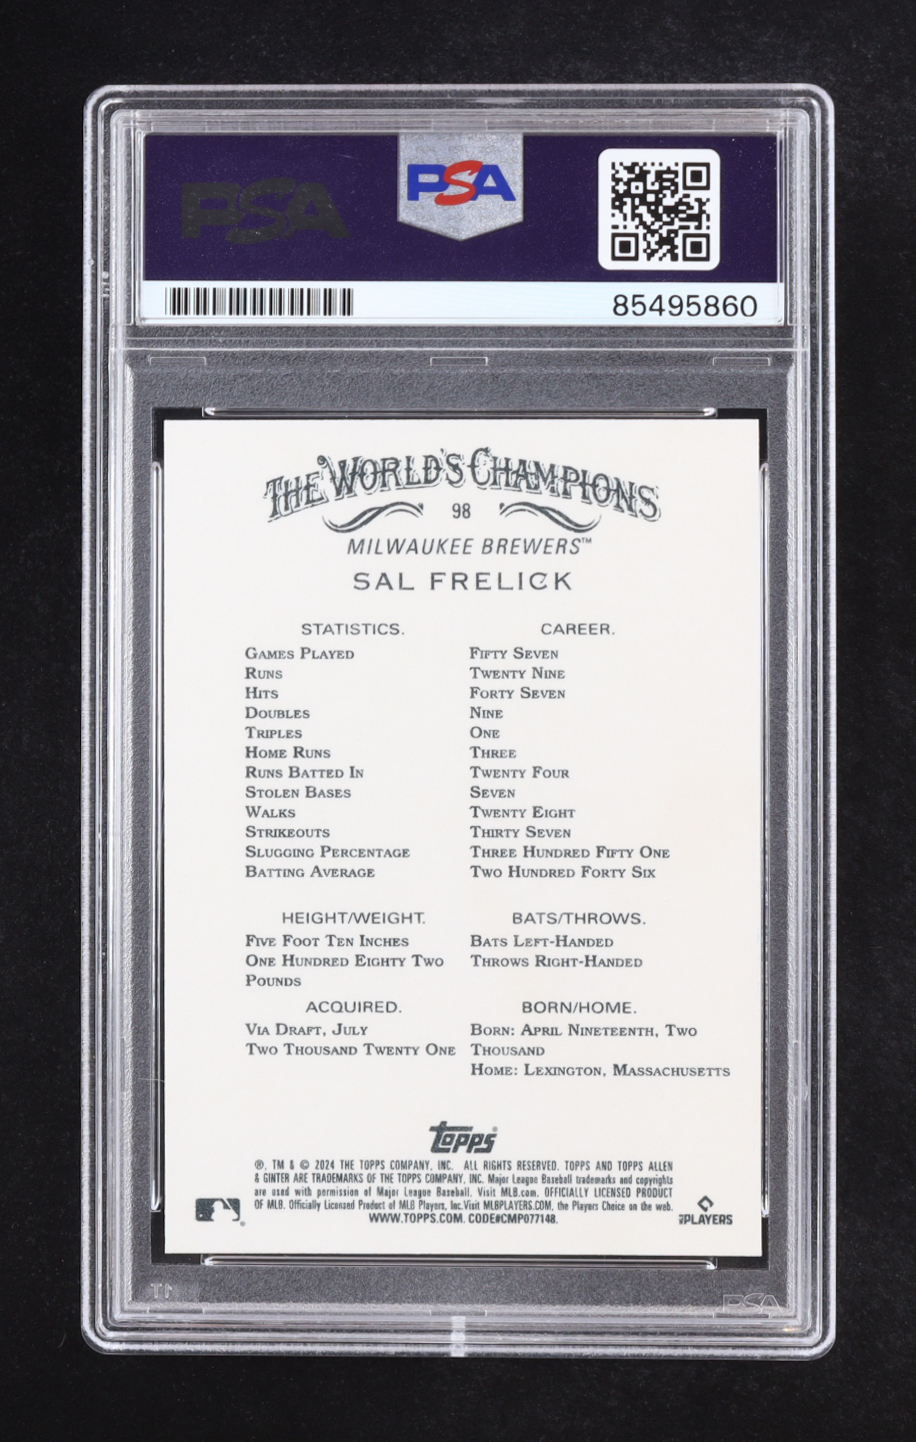 PSA
PSA
85495860
THE WORLD'S CHAMPIONS
98
MILWAUKEE BREWERS™
SAL FRELICK
STATISTICS. CAREER.
GAMES PLAYED FIFTY SEVEN
RUNS TWENTY NINE
HITS FORTY SEVEN
DOUBLES NINE
TRIPLES ONE
HOME RUNS THREE
RUNS BATTED IN TWENTY FOUR
STOLEN BASES SEVEN
WALKS TWENTY EIGHT
STRIKEOUTS THIRTY SEVEN
SLUGGING PERCENTAGE THREE HUNDRED FIFTY ONE
BATTING AVERAGE TWO HUNDRED FORTY SIX
HEIGHT/WEIGHT. BATS/THROWS.
FIVE FOOT TEN INCHES BATS LEFT-HANDED
ONE HUNDRED EIGHTY TWO THROWS RIGHT-HANDED
POUNDS
ACQUIRED. BORN/HOME.
VIA DRAFT, JULY BORN: APRIL NINETEENTH, TWO
TWO THOUSAND TWENTY ONE THOUSAND
HOME: LEXINGTON, MASSACHUSETTS
Topps®
®, TM & © 2024 THE TOPPS COMPANY, INC. ALL RIGHTS RESERVED. TOPPS AND TOPPS ALLEN
& GINTER ARE TRADEMARKS OF THE TOPPS COMPANY, INC. Major League Baseball trademarks and copyrights
are used with permission of Major League Baseball. Visit MLB.com. OFFICIALLY LICENSED PRODUCT
OF MLB. Officially Licensed Product of MLB Players, Inc.Visit MLBPLAYERS.COM, the Players Choice on the web.
WWW.TOPPS.COM. CODE#CMP077148.
MLB PLAYERS
PSA